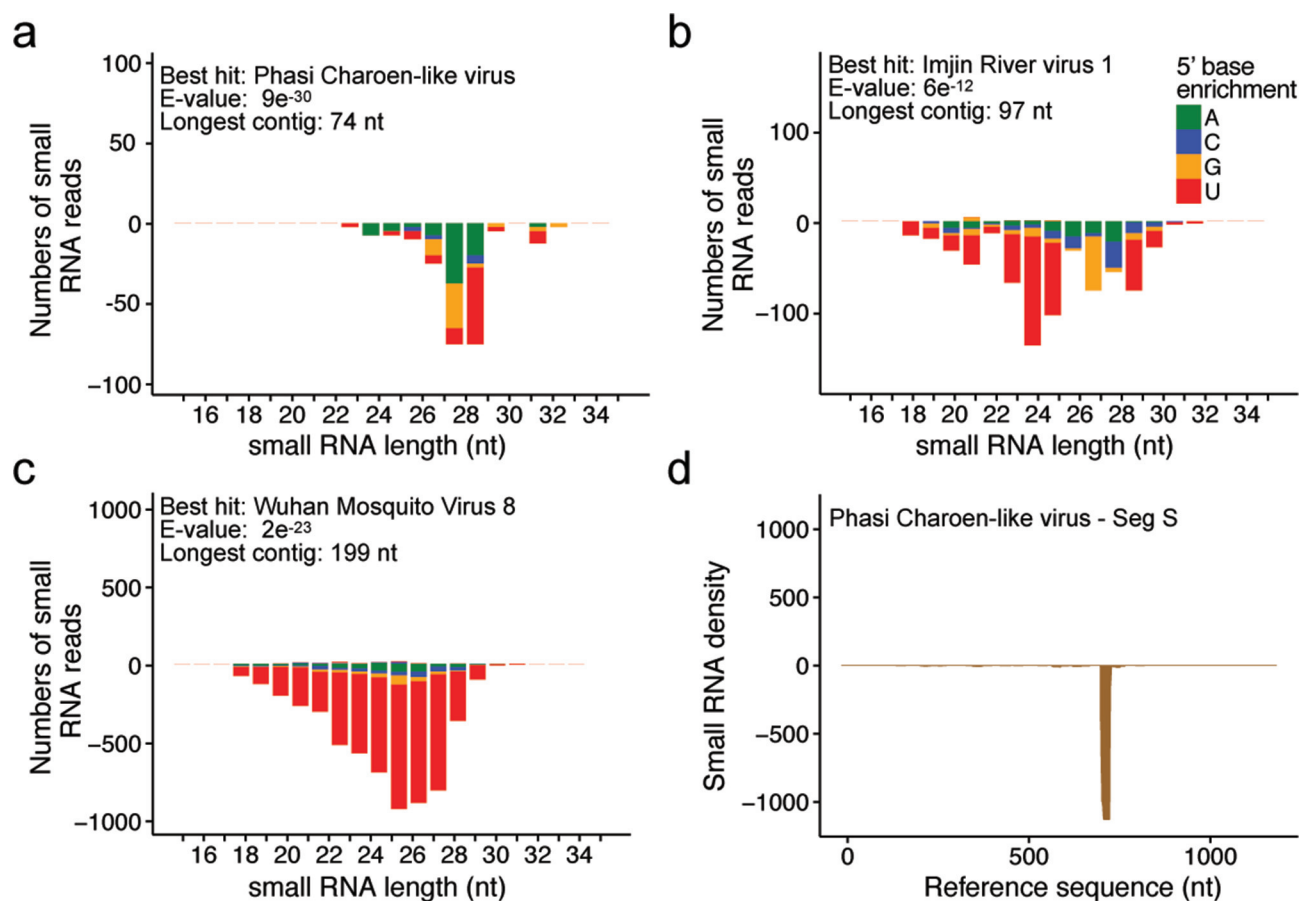 a
Best hit: Phasi Charoen-like virus
E-value: 9e-30
Longest contig: 74 nt
100
50
0
-50
-100
Numbers of small
RNA reads
16 18 20 22 24 26 28 30 32 34
small RNA length (nt)
b
Best hit: Imjin River virus 1
E-value: 6e-12
Longest contig: 97 nt
5' base
enrichment
A
C
G
U
100
0
−100
Numbers of small
RNA reads
16 18 20 22 24 26 28 30 32 34
small RNA length (nt)
c
Best hit: Wuhan Mosquito Virus 8
E-value: 2e-23
Longest contig: 199 nt
1000
500
0
−500
−1000
Numbers of small
RNA reads
16 18 20 22 24 26 28 30 32 34
small RNA length (nt)
d
Phasi Charoen-like virus - Seg S
1000
500
0
−500
−1000
Small RNA density
0 500 1000
Reference sequence (nt)